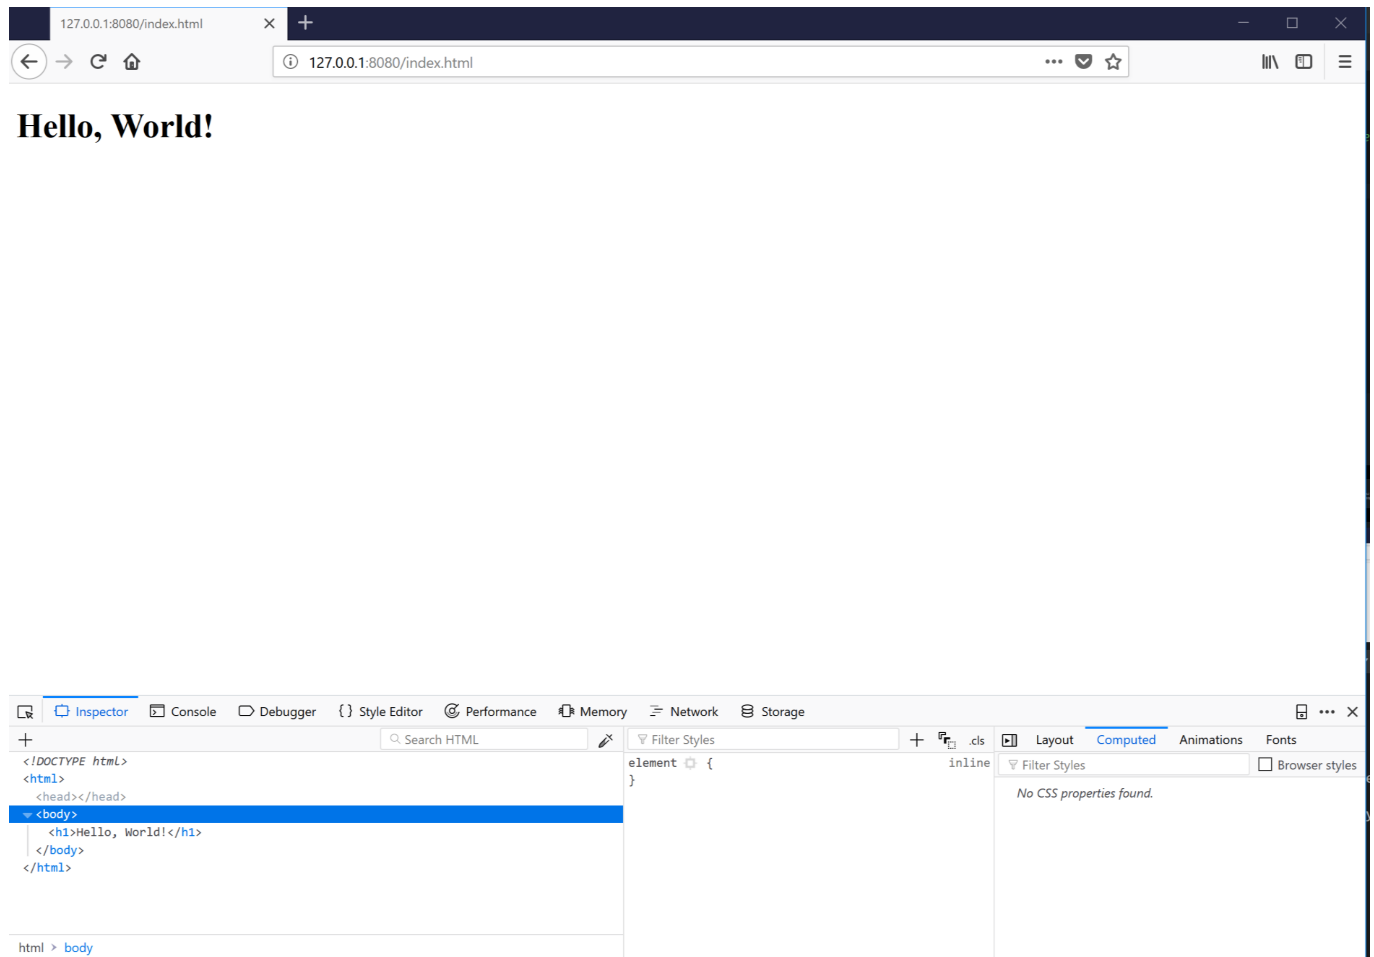 127.0.0.1:8080/index.html
127.0.0.1:8080/index.html
Hello, World!
Inspector Console Debugger { } Style Editor Performance Memory Network Storage
Search HTML Filter Styles .cls Layout Computed Animations Fonts
<!DOCTYPE html> element { inline Filter Styles Browser styles
<html> }
<head></head> No CSS properties found.
<body>
<h1>Hello, World!</h1>
</body>
</html>
html > body